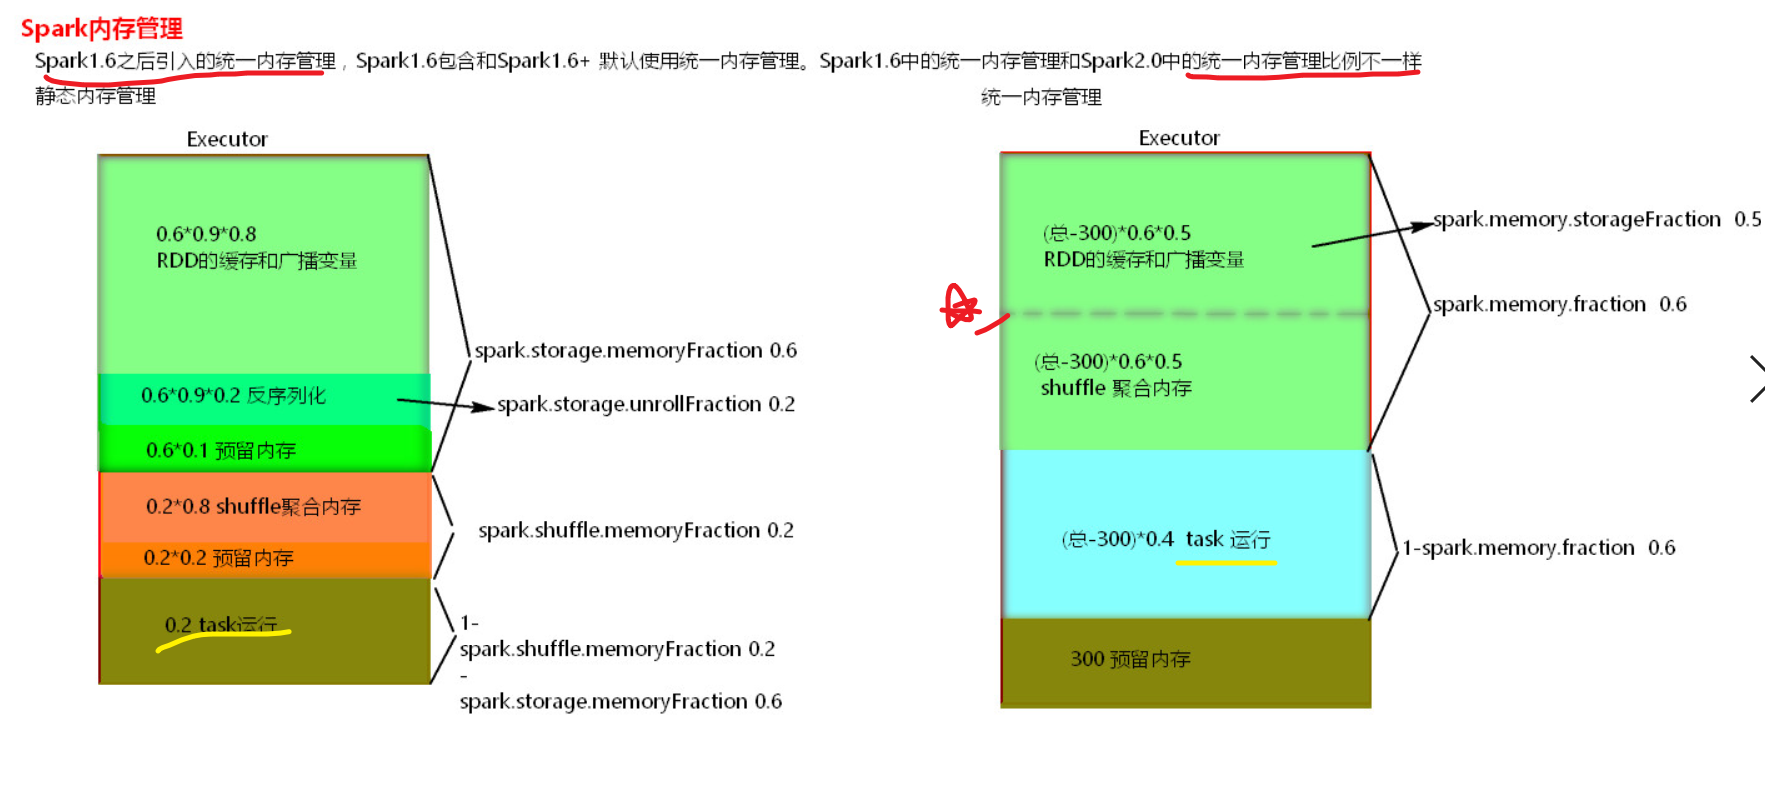 Spark内存管理
Spark1.6之后引入的统一内存管理，Spark1.6包含和Spark1.6+ 默认使用统一内存管理。Spark1.6中的统一内存管理和Spark2.0中的统一内存管理比例不一样
静态内存管理
Executor
0.6*0.9*0.8
RDD的缓存和广播变量
0.6*0.9*0.2 反序列化
0.6*0.1 预留内存
0.2*0.8 shuffle聚合内存
0.2*0.2 预留内存
0.2 task运行
spark.storage.memoryFraction 0.6
spark.storage.unrollFraction 0.2
spark.shuffle.memoryFraction 0.2
1-
spark.shuffle.memoryFraction 0.2
-
spark.storage.memoryFraction 0.6
统一内存管理
Executor
(总-300)*0.6*0.5
RDD的缓存和广播变量
(总-300)*0.6*0.5
shuffle 聚合内存
(总-300)*0.4 task 运行
300 预留内存
spark.memory.storageFraction 0.5
spark.memory.fraction 0.6
1-spark.memory.fraction 0.6